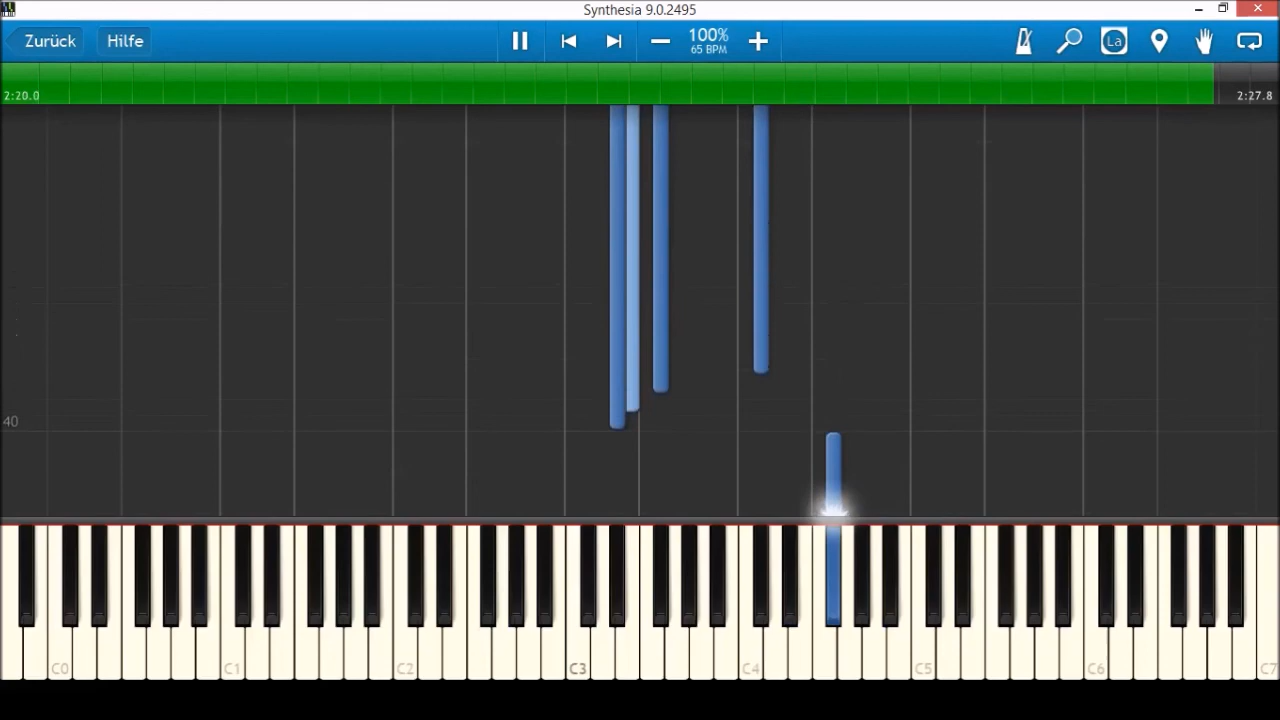 Synthesia 9.0.2495
Zurück
Hilfe
100%
65 BPM
La
2:20.0
2:27.8
40
C0
C1
C2
C3
C4
C5
C6
C7